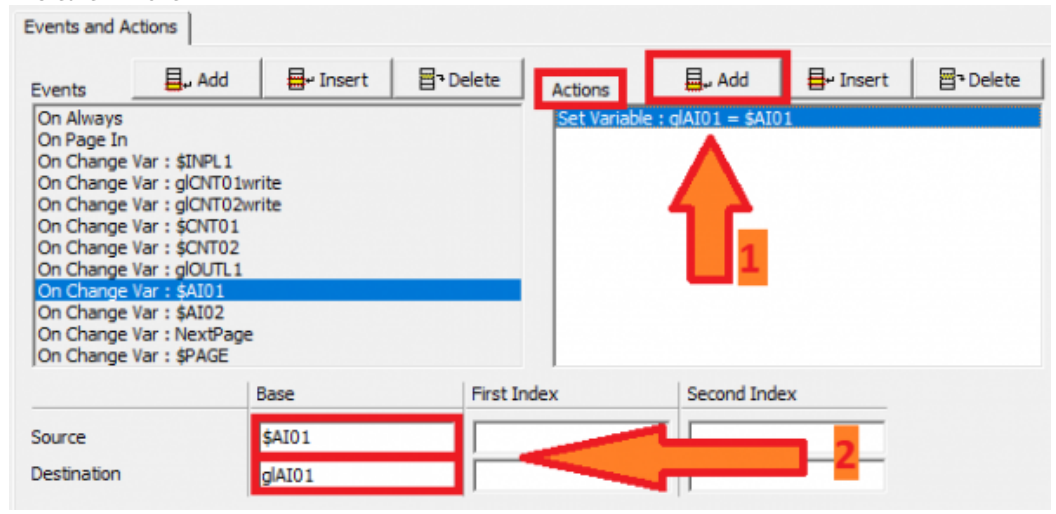 Events and Actions
Events Add Insert Delete Actions Add Insert Delete
On Always
On Page In
On Change Var : $INPL1
On Change Var : glCNT01write
On Change Var : glCNT02write
On Change Var : $CNT01
On Change Var : $CNT02
On Change Var : glOUTL1
On Change Var : $AI01
On Change Var : $AI02
On Change Var : NextPage
On Change Var : $PAGE
Set Variable : glAI01 = $AI01
1
Base First Index Second Index
Source $AI01
Destination glAI01
2